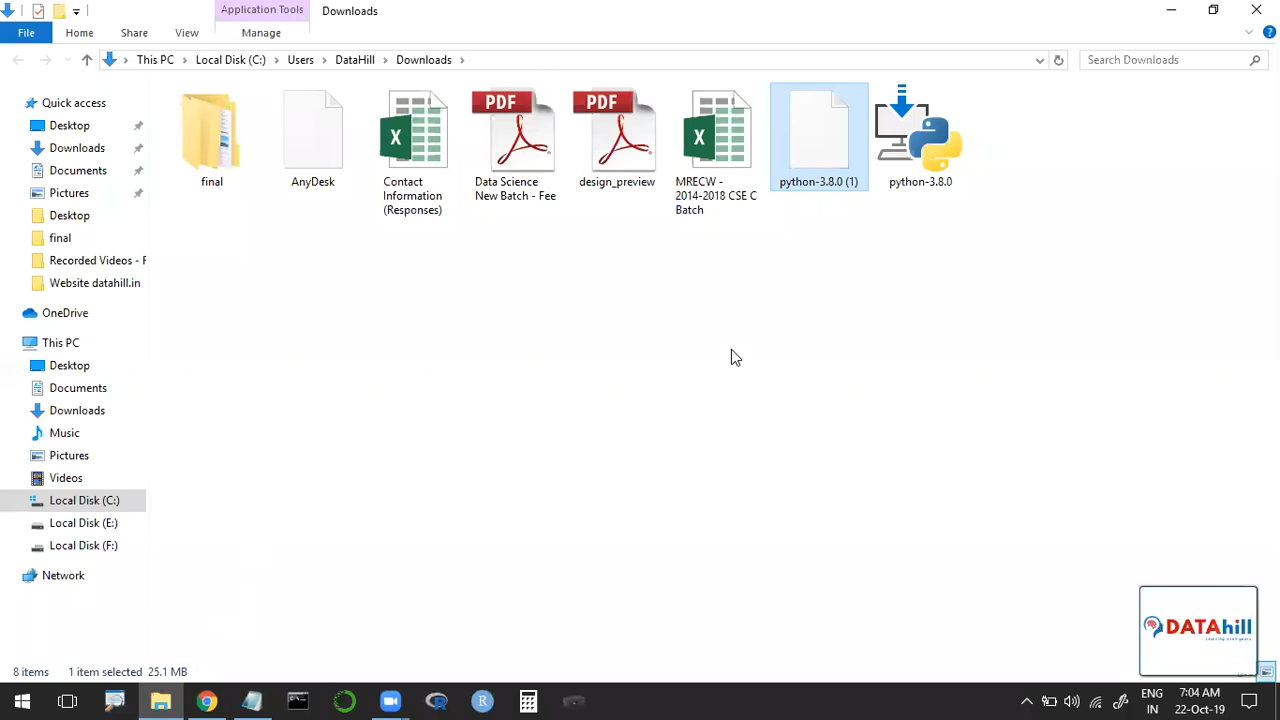 Application Tools
Downloads
File
Home
Share
View
Manage
This PC
Local Disk (C:)
Users
DataHill
Downloads
Search Downloads
Quick access
Desktop
Downloads
Documents
Pictures
Desktop
final
Recorded Videos - F
Website datahill.in
OneDrive
This PC
Desktop
Documents
Downloads
Music
Pictures
Videos
Local Disk (C:)
Local Disk (E:)
Local Disk (F:)
Network
final
AnyDesk
Contact
Information
(Responses)
PDF
Data Science
New Batch - Fee
PDF
design_preview
MRECW -
2014-2018 CSE C
Batch
python-3.8.0 (1)
python-3.8.0
DATAhill
8 items
1 item selected 25.1 MB
ENG
IN
7:04 AM
22-Oct-19